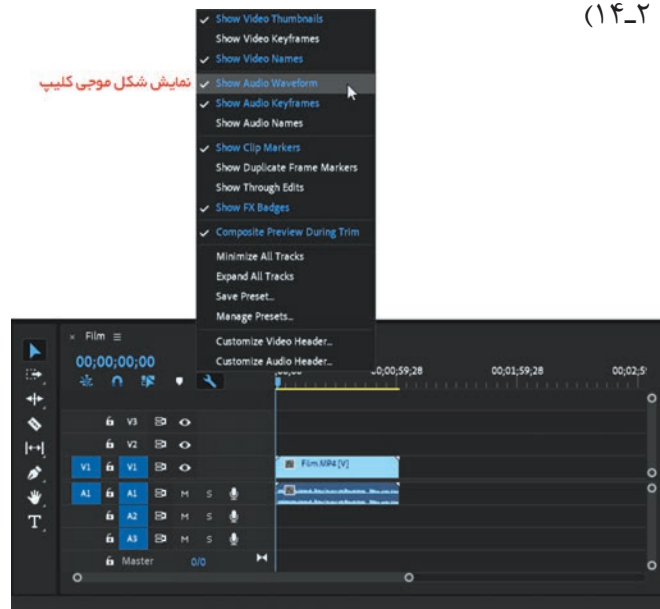 ۱۴ـ۲)
Show Video Thumbnails
Show Video Keyframes
Show Video Names
نمایش شکل موجی کلیپ
Show Audio Waveform
Show Audio Keyframes
Show Audio Names
Show Clip Markers
Show Duplicate Frame Markers
Show Through Edits
Show FX Badges
Composite Preview During Trim
Minimize All Tracks
Expand All Tracks
Save Preset...
Manage Presets...
Customize Video Header...
Customize Audio Header...
× Film ≡
00;00;00;00
00;00;59;28
00;01;59;28
V3
V2
V1 V1
Film.MP4 [V]
A1 A1 M S
A2 M S
A3 M S
Master 0/0
T